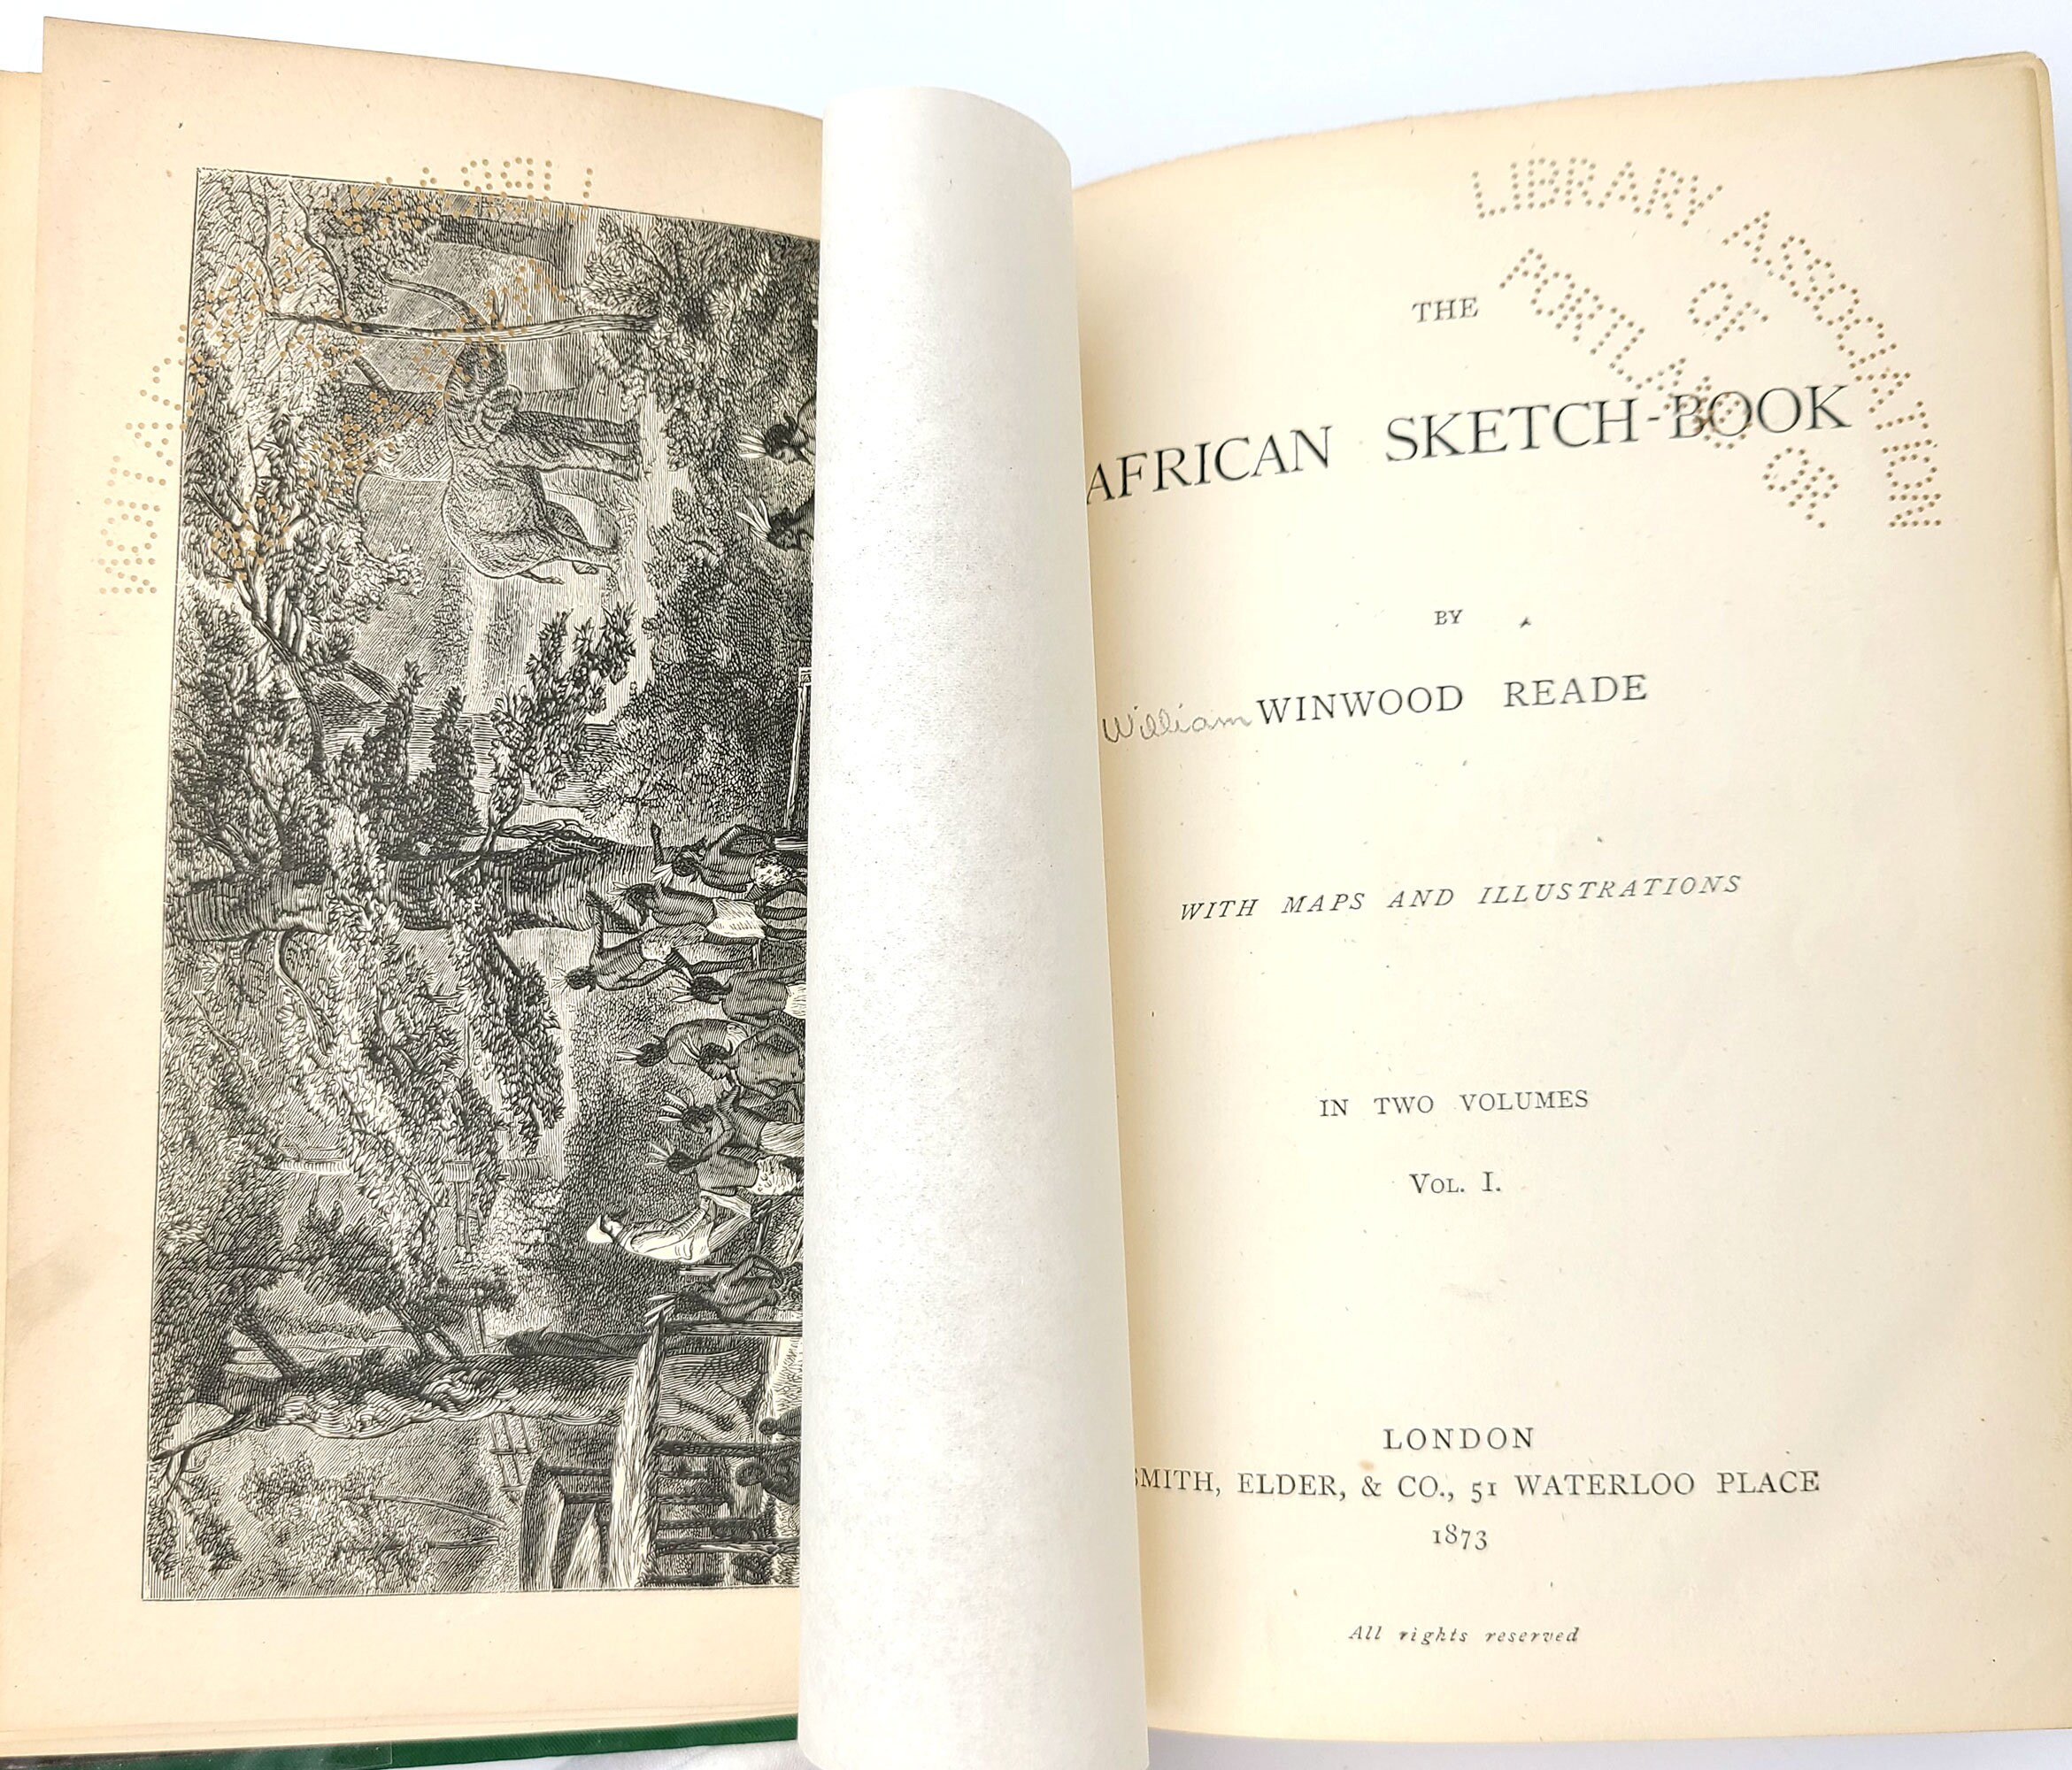 LIBRARY ASSOCIATION
OF
PORTLAND OR
THE
AFRICAN SKETCH-BOOK
BY
William WINWOOD READE
WITH MAPS AND ILLUSTRATIONS
IN TWO VOLUMES
VOL. I.
LONDON
SMITH, ELDER, & CO., 51 WATERLOO PLACE
1873
All rights reserved